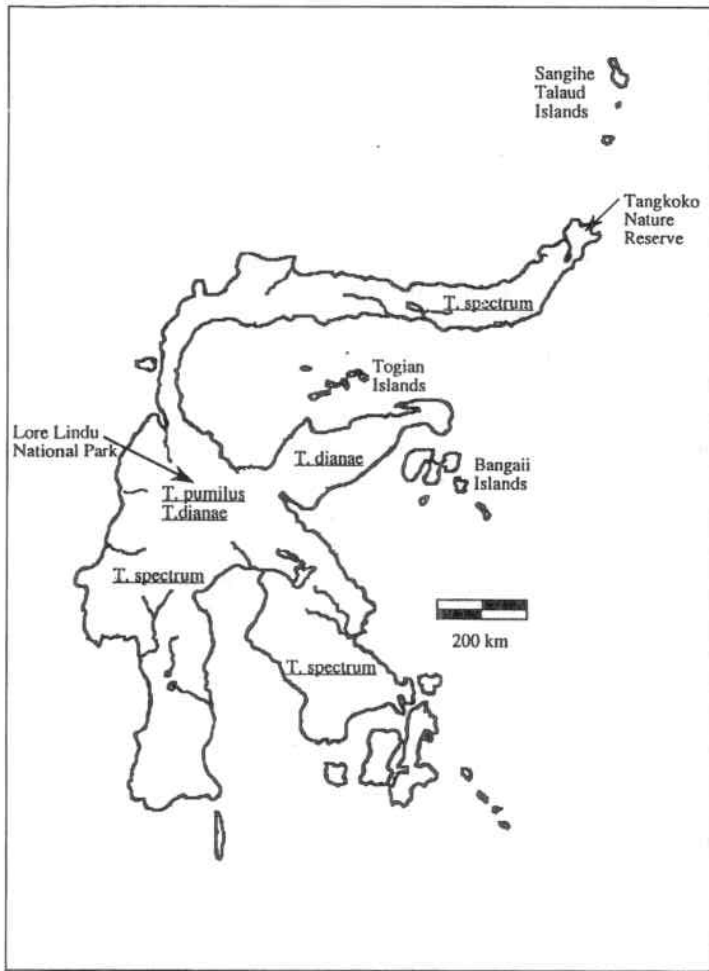 Sangihe
Talaud
Islands
Tangkoko
Nature
Reserve
T. spectrum
Togian
Islands
Lore Lindu
National Park
T. dianae
Bangaii
Islands
T. pumilus
T.dianae
T. spectrum
200 km
T. spectrum